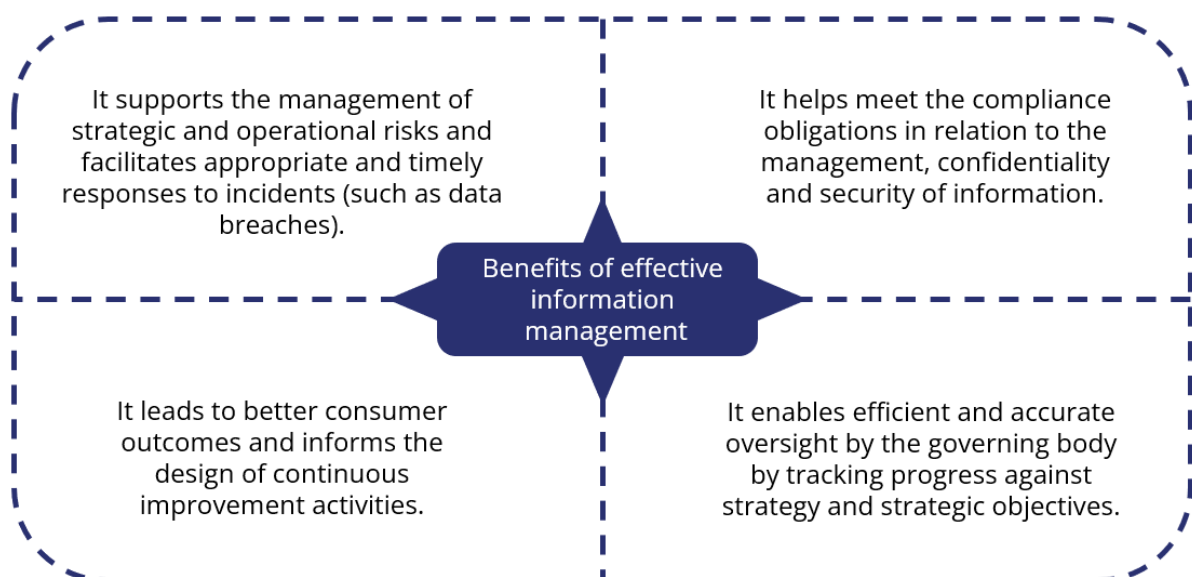 It supports the management of
strategic and operational risks and
facilitates appropriate and timely
responses to incidents (such as data
breaches).
It helps meet the compliance
obligations in relation to the
management, confidentiality
and security of information.
Benefits of effective
information
management
It leads to better consumer
outcomes and informs the
design of continuous
improvement activities.
It enables efficient and accurate
oversight by the governing body
by tracking progress against
strategy and strategic objectives.